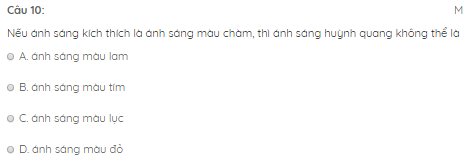 Câu 10: M
Nếu ánh sáng kích thích là ánh sáng màu chàm, thì ánh sáng huỳnh quang không thể là
A. ánh sáng màu lam
B. ánh sáng màu tím
C. ánh sáng màu lục
D. ánh sáng màu đỏ